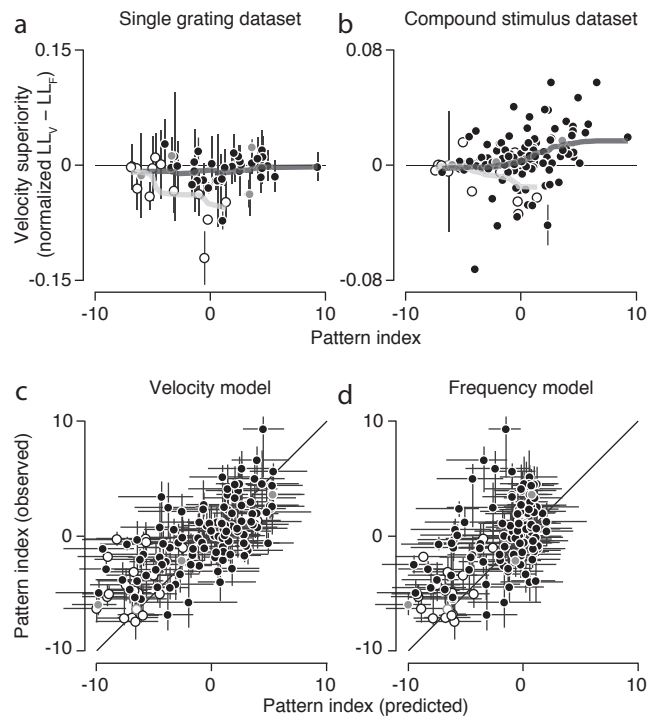 a Single grating dataset
b Compound stimulus dataset
Velocity superiority
(normalized LL_V – LL_F)
0.15
0
-0.15
0.08
0
-0.08
-10 0 10
-10 0 10
Pattern index
c Velocity model
d Frequency model
Pattern index (observed)
10
0
-10
10
0
-10
-10 0 10
-10 0 10
Pattern index (predicted)